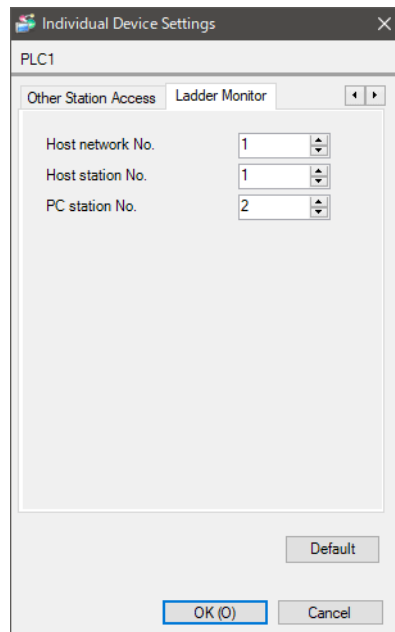 Individual Device Settings
PLC1
Other Station Access Ladder Monitor
Host network No. 1
Host station No. 1
PC station No. 2
Default
OK (O) Cancel